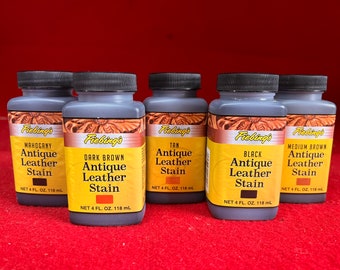 Fiebing's
MAHOGANY
Antique
Leather
Stain
NET 4 FL. OZ. 118 mL
Fiebing's
DARK BROWN
Antique
Leather
Stain
NET 4 FL. OZ. 118 mL
Fiebing's
TAN
Antique
Leather
Stain
NET 4 FL. OZ. 118 mL
Fiebing's
BLACK
Antique
Leather
Stain
NET 4 FL. OZ. 118 mL
Fiebing's
MEDIUM BROWN
Antique
Leather
Stain
NET 4 FL. OZ. 118 mL